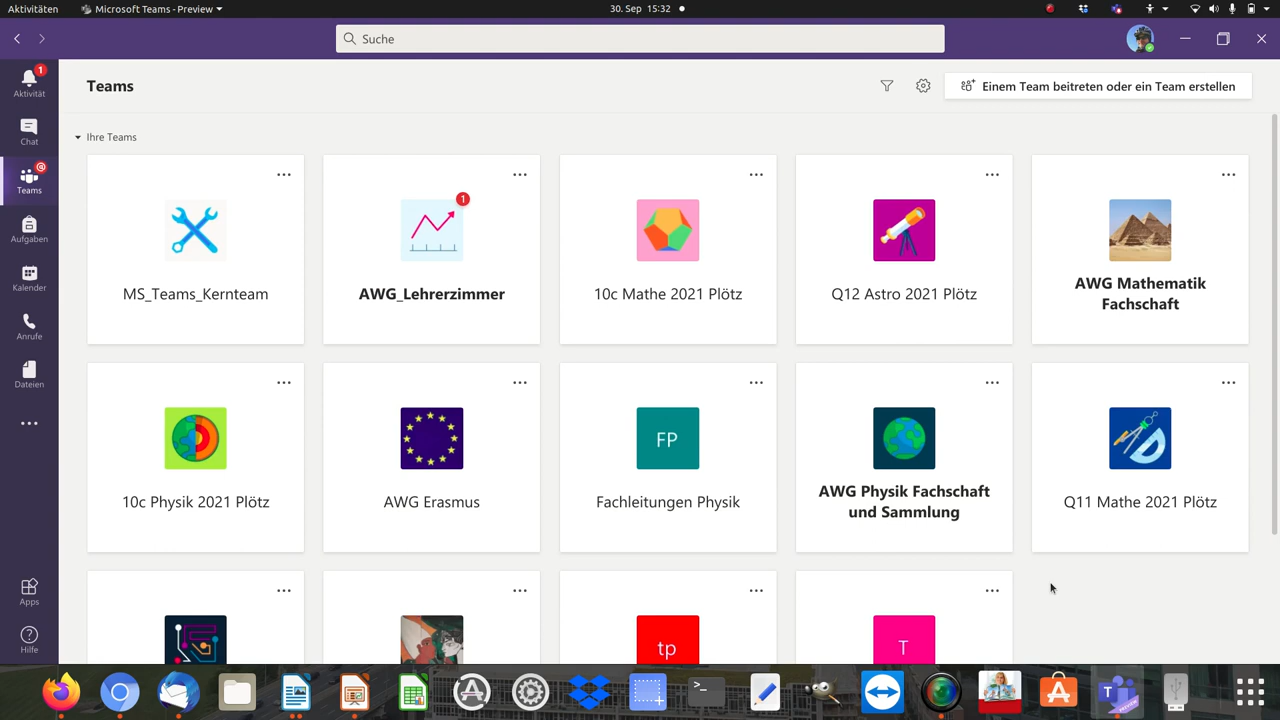 Aktivitäten
Microsoft Teams - Preview
30. Sep 15:32
Suche
1
Aktivität
Chat
@
Teams
Aufgaben
Kalender
Anrufe
Dateien
Apps
Hilfe
Teams
Einem Team beitreten oder ein Team erstellen
Ihre Teams
MS_Teams_Kernteam
1
AWG_Lehrerzimmer
10c Mathe 2021 Plötz
Q12 Astro 2021 Plötz
AWG Mathematik
Fachschaft
10c Physik 2021 Plötz
AWG Erasmus
FP
Fachleitungen Physik
AWG Physik Fachschaft
und Sammlung
Q11 Mathe 2021 Plötz
tp
T